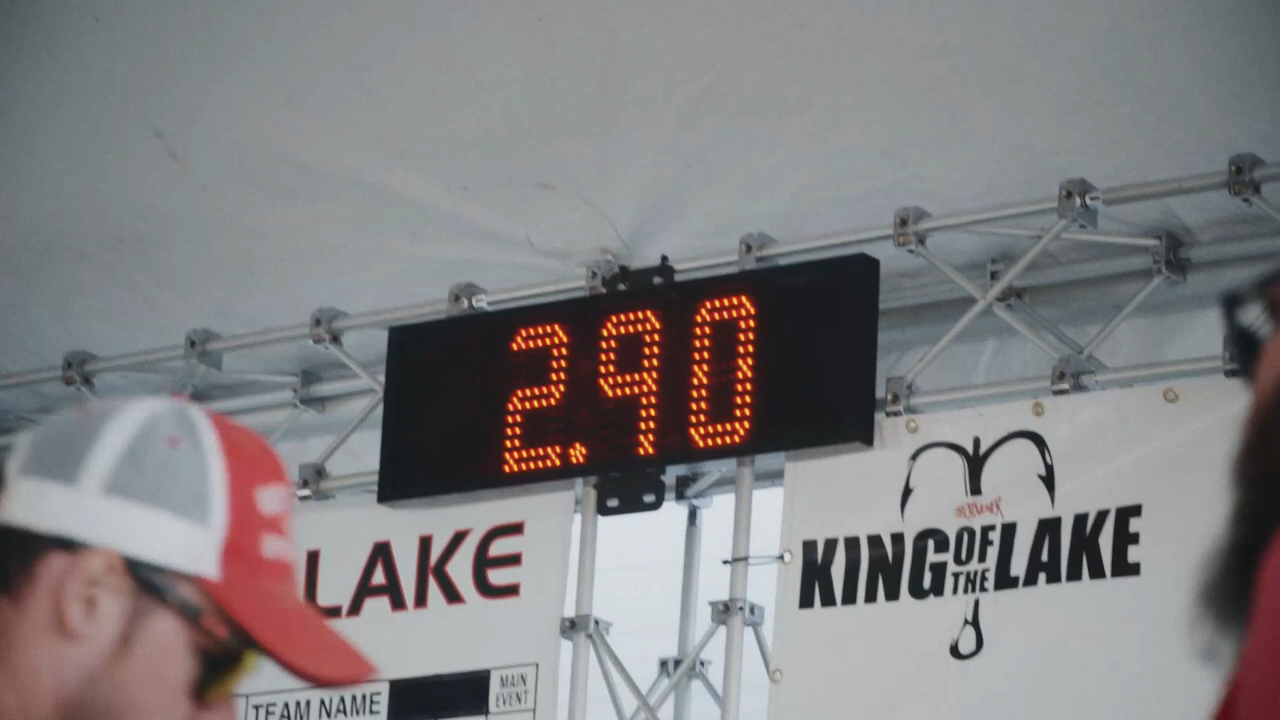 2.90
LAKE
KING OF THE LAKE
TEAM NAME
MAIN
EVENT